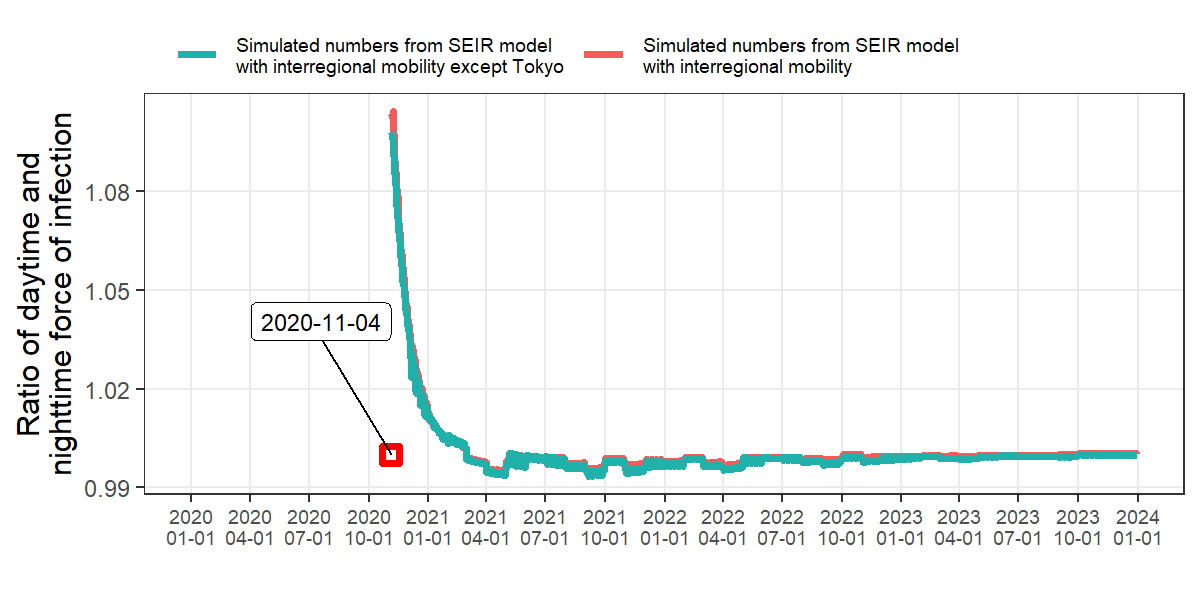 Simulated numbers from SEIR model
with interregional mobility except Tokyo
Simulated numbers from SEIR model
with interregional mobility
Ratio of daytime and
nighttime force of infection
1.08
1.05
1.02
0.99
2020-11-04
2020 2020 2020 2020 2021 2021 2021 2021 2022 2022 2022 2022 2023 2023 2023 2023 2024
01-01 04-01 07-01 10-01 01-01 04-01 07-01 10-01 01-01 04-01 07-01 10-01 01-01 04-01 07-01 10-01 01-01